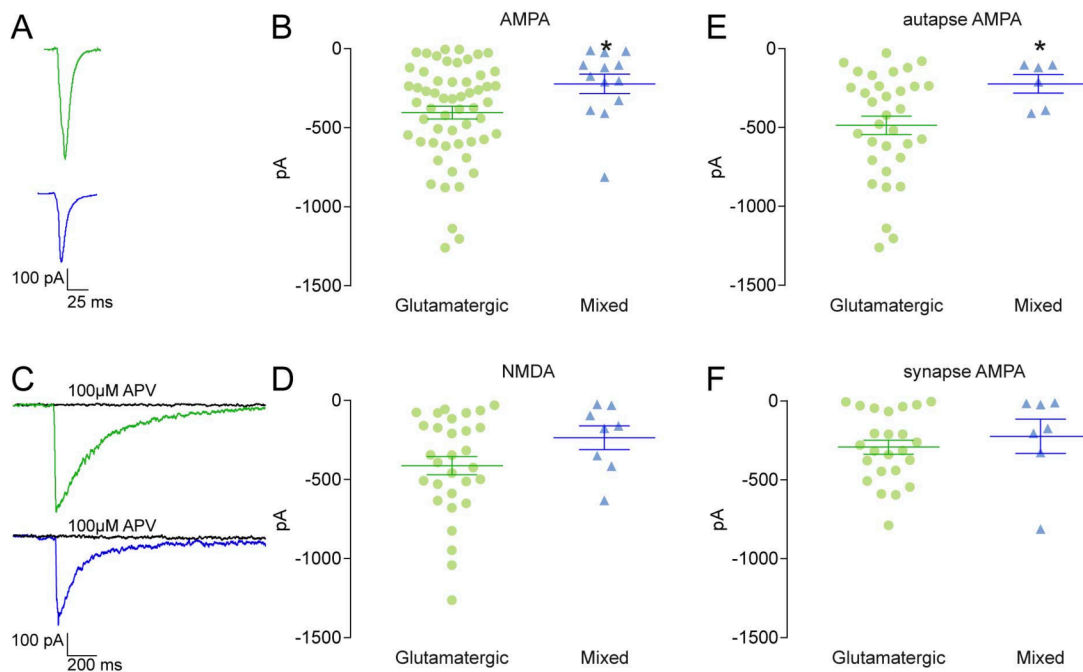 A
100 pA
25 ms
B
AMPA
*
0
-500
-1000
-1500
pA
Glutamatergic Mixed
E
autapse AMPA
*
0
-500
-1000
-1500
pA
Glutamatergic Mixed
C
100µM APV
100µM APV
100 pA
200 ms
D
NMDA
0
-500
-1000
-1500
pA
Glutamatergic Mixed
F
synapse AMPA
0
-500
-1000
-1500
pA
Glutamatergic Mixed